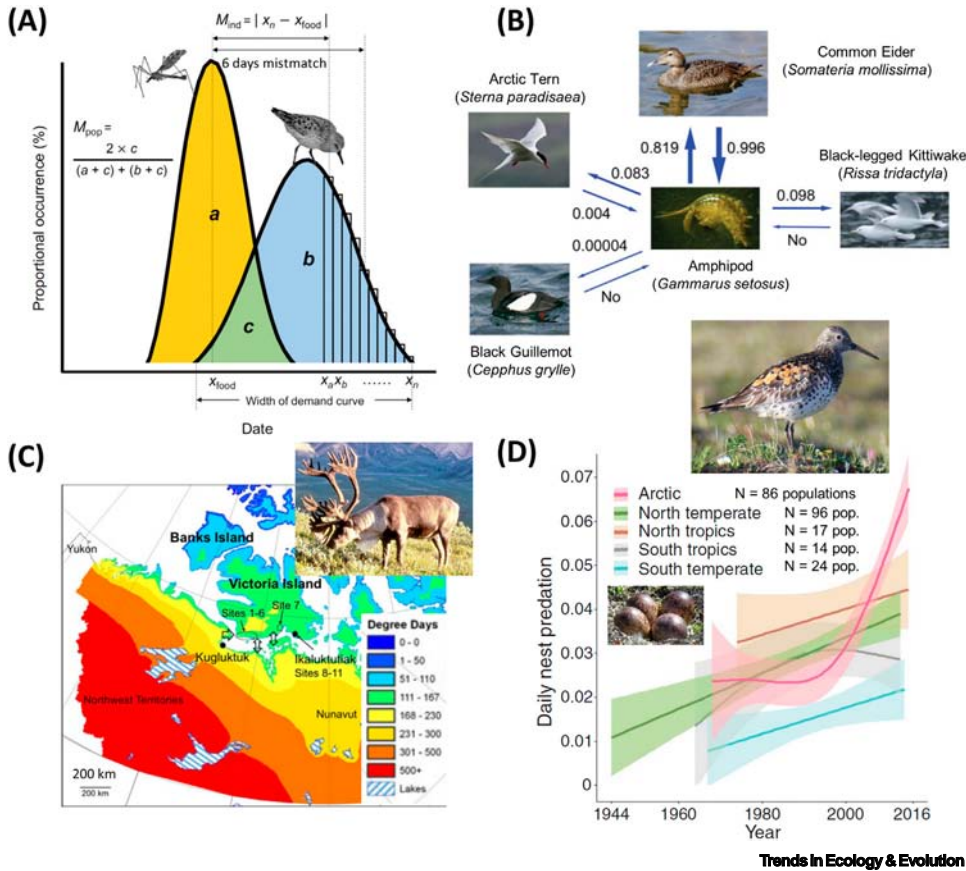 (A)
M_ind = | x_n − x_food |
6 days mismatch
M_pop =
2 × c
(a + c) + (b + c)
a
b
c
Proportional occurrence (%)
x_food
x_a x_b ...... x_n
Width of demand curve
Date
(B)
Common Eider
(Somateria mollissima)
Arctic Tern
(Sterna paradisaea)
Black-legged Kittiwake
(Rissa tridactyla)
0.819
0.996
0.083
0.004
0.098
No
0.00004
No
Amphipod
(Gammarus setosus)
Black Guillemot
(Cepphus grylle)
(C)
Yukon
Banks Island
Victoria Island
Sites 1-6
Site 7
Kugluktuk
Ikaluktutiak
Sites 8-11
Northwest Territories
Nunavut
200 km
200 km
Degree Days
0 - 0
1 - 50
51 - 110
111 - 167
168 - 230
231 - 300
301 - 500
500+
Lakes
(D)
Daily nest predation
0.07
0.06
0.05
0.04
0.03
0.02
0.01
0
Arctic N = 86 populations
North temperate N = 96 pop.
North tropics N = 17 pop.
South tropics N = 14 pop.
South temperate N = 24 pop.
1944 1960 1980 2000 2016
Year
Trends in Ecology & Evolution